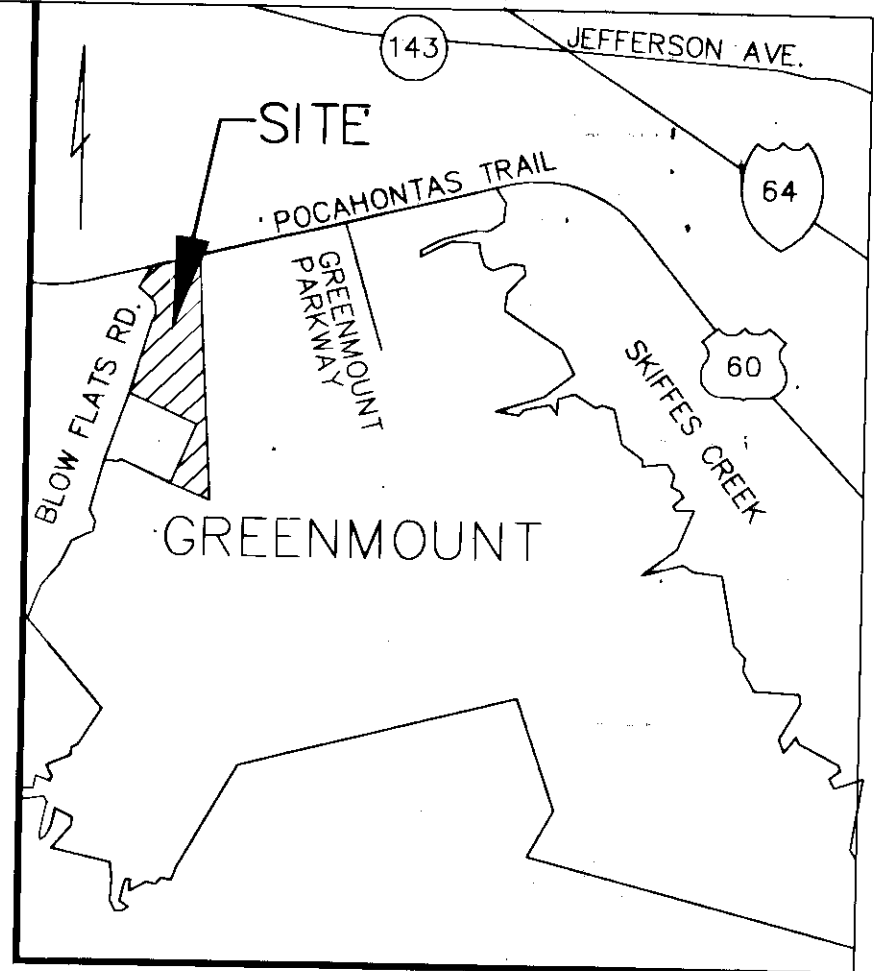 143
JEFFERSON AVE.
SITE
64
POCAHONTAS TRAIL
GREENMOUNT
PARKWAY
BLOW FLATS RD.
60
SKIFFES CREEK
GREENMOUNT